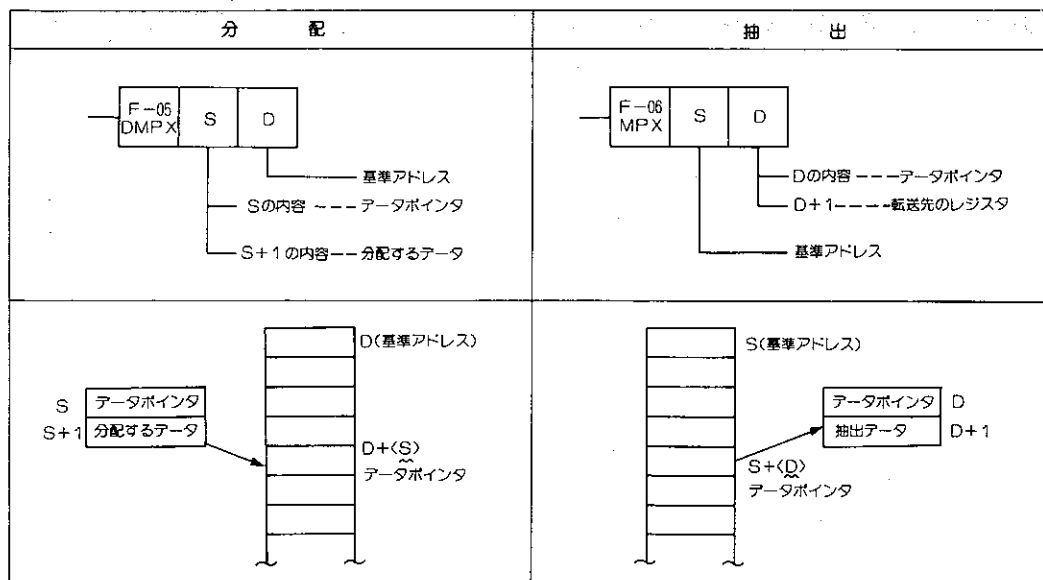 分 配
F-05
DMPX
S
D
基準アドレス
Sの内容 --- データポインタ
S+1の内容--分配するデータ
抽 出
F-06
MPX
S
D
Dの内容 ---データポインタ
D+1----転送先のレジスタ
基準アドレス
D(基準アドレス)
S データポインタ
S+1 分配するデータ
D+(S)
データポインタ
S(基準アドレス)
データポインタ D
抽出データ D+1
S+(D)
データポインタ